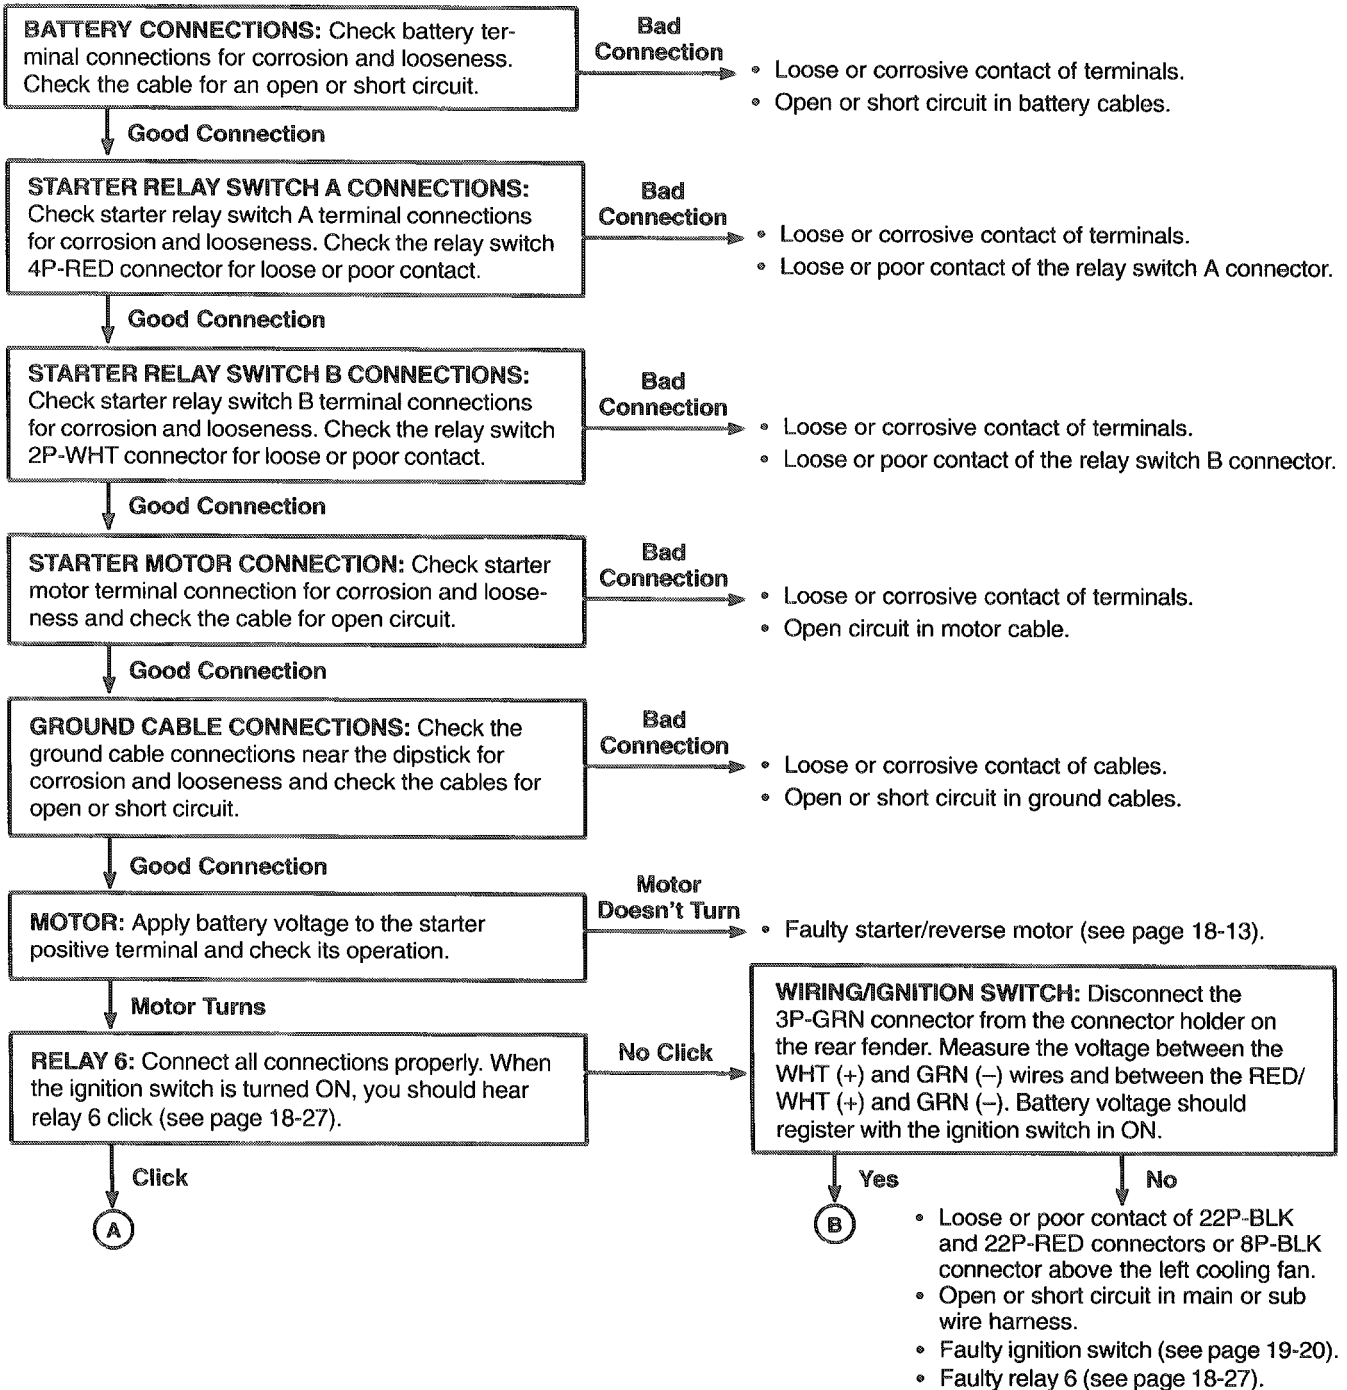 BATTERY CONNECTIONS: Check battery ter-
minal connections for corrosion and looseness.
Check the cable for an open or short circuit.
Bad
Connection
• Loose or corrosive contact of terminals.
• Open or short circuit in battery cables.
Good Connection
STARTER RELAY SWITCH A CONNECTIONS:
Check starter relay switch A terminal connections
for corrosion and looseness. Check the relay switch
4P-RED connector for loose or poor contact.
Bad
Connection
• Loose or corrosive contact of terminals.
• Loose or poor contact of the relay switch A connector.
Good Connection
STARTER RELAY SWITCH B CONNECTIONS:
Check starter relay switch B terminal connections
for corrosion and looseness. Check the relay switch
2P-WHT connector for loose or poor contact.
Bad
Connection
• Loose or corrosive contact of terminals.
• Loose or poor contact of the relay switch B connector.
Good Connection
STARTER MOTOR CONNECTION: Check starter
motor terminal connection for corrosion and loose-
ness and check the cable for open circuit.
Bad
Connection
• Loose or corrosive contact of terminals.
• Open circuit in motor cable.
Good Connection
GROUND CABLE CONNECTIONS: Check the
ground cable connections near the dipstick for
corrosion and looseness and check the cables for
open or short circuit.
Bad
Connection
• Loose or corrosive contact of cables.
• Open or short circuit in ground cables.
Good Connection
MOTOR: Apply battery voltage to the starter
positive terminal and check its operation.
Motor
Doesn't Turn
• Faulty starter/reverse motor (see page 18-13).
Motor Turns
RELAY 6: Connect all connections properly. When
the ignition switch is turned ON, you should hear
relay 6 click (see page 18-27).
No Click
WIRING/IGNITION SWITCH: Disconnect the
3P-GRN connector from the connector holder on
the rear fender. Measure the voltage between the
WHT (+) and GRN (–) wires and between the RED/
WHT (+) and GRN (–). Battery voltage should
register with the ignition switch in ON.
Click
A
Yes
B
No
• Loose or poor contact of 22P-BLK
and 22P-RED connectors or 8P-BLK
connector above the left cooling fan.
• Open or short circuit in main or sub
wire harness.
• Faulty ignition switch (see page 19-20).
• Faulty relay 6 (see page 18-27).